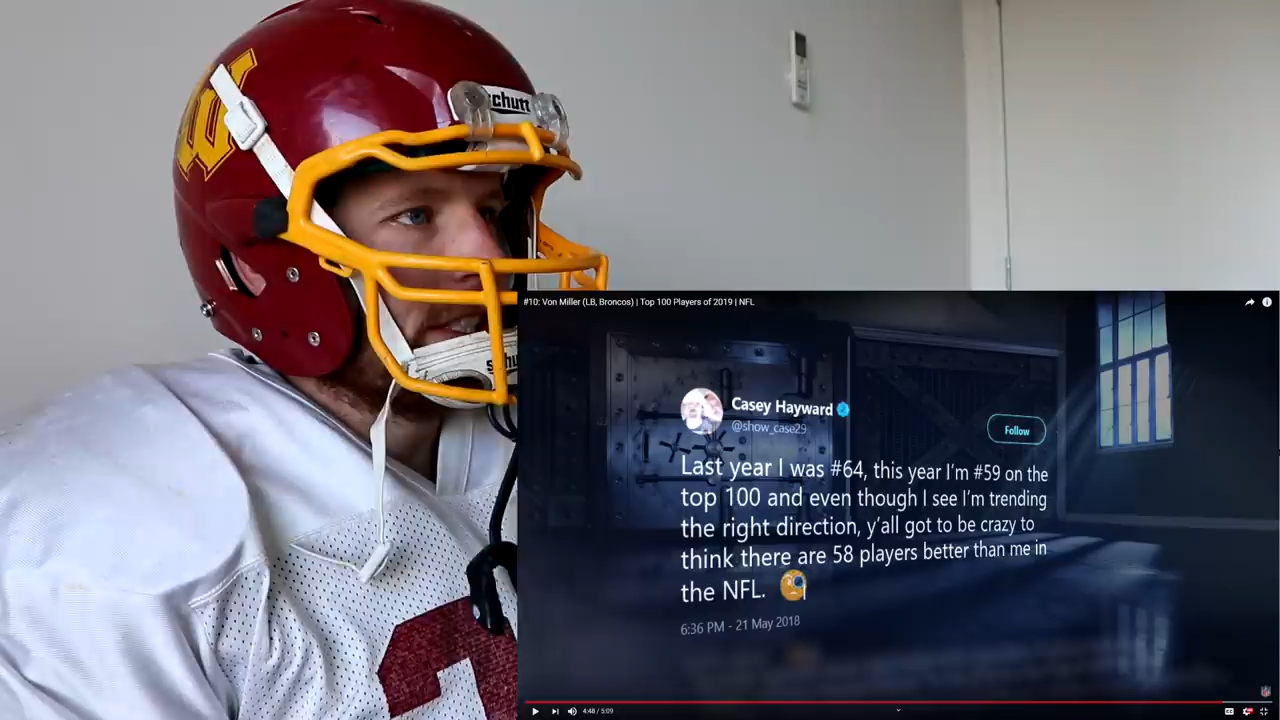 W
schutt
#10: Von Miller (LB, Broncos) | Top 100 Players of 2019 | NFL
Casey Hayward
@show_case29
Follow
Last year I was #64, this year I'm #59 on the
top 100 and even though I see I'm trending
the right direction, y'all got to be crazy to
think there are 58 players better than me in
the NFL.
6:36 PM - 21 May 2018
4:48 / 5:09